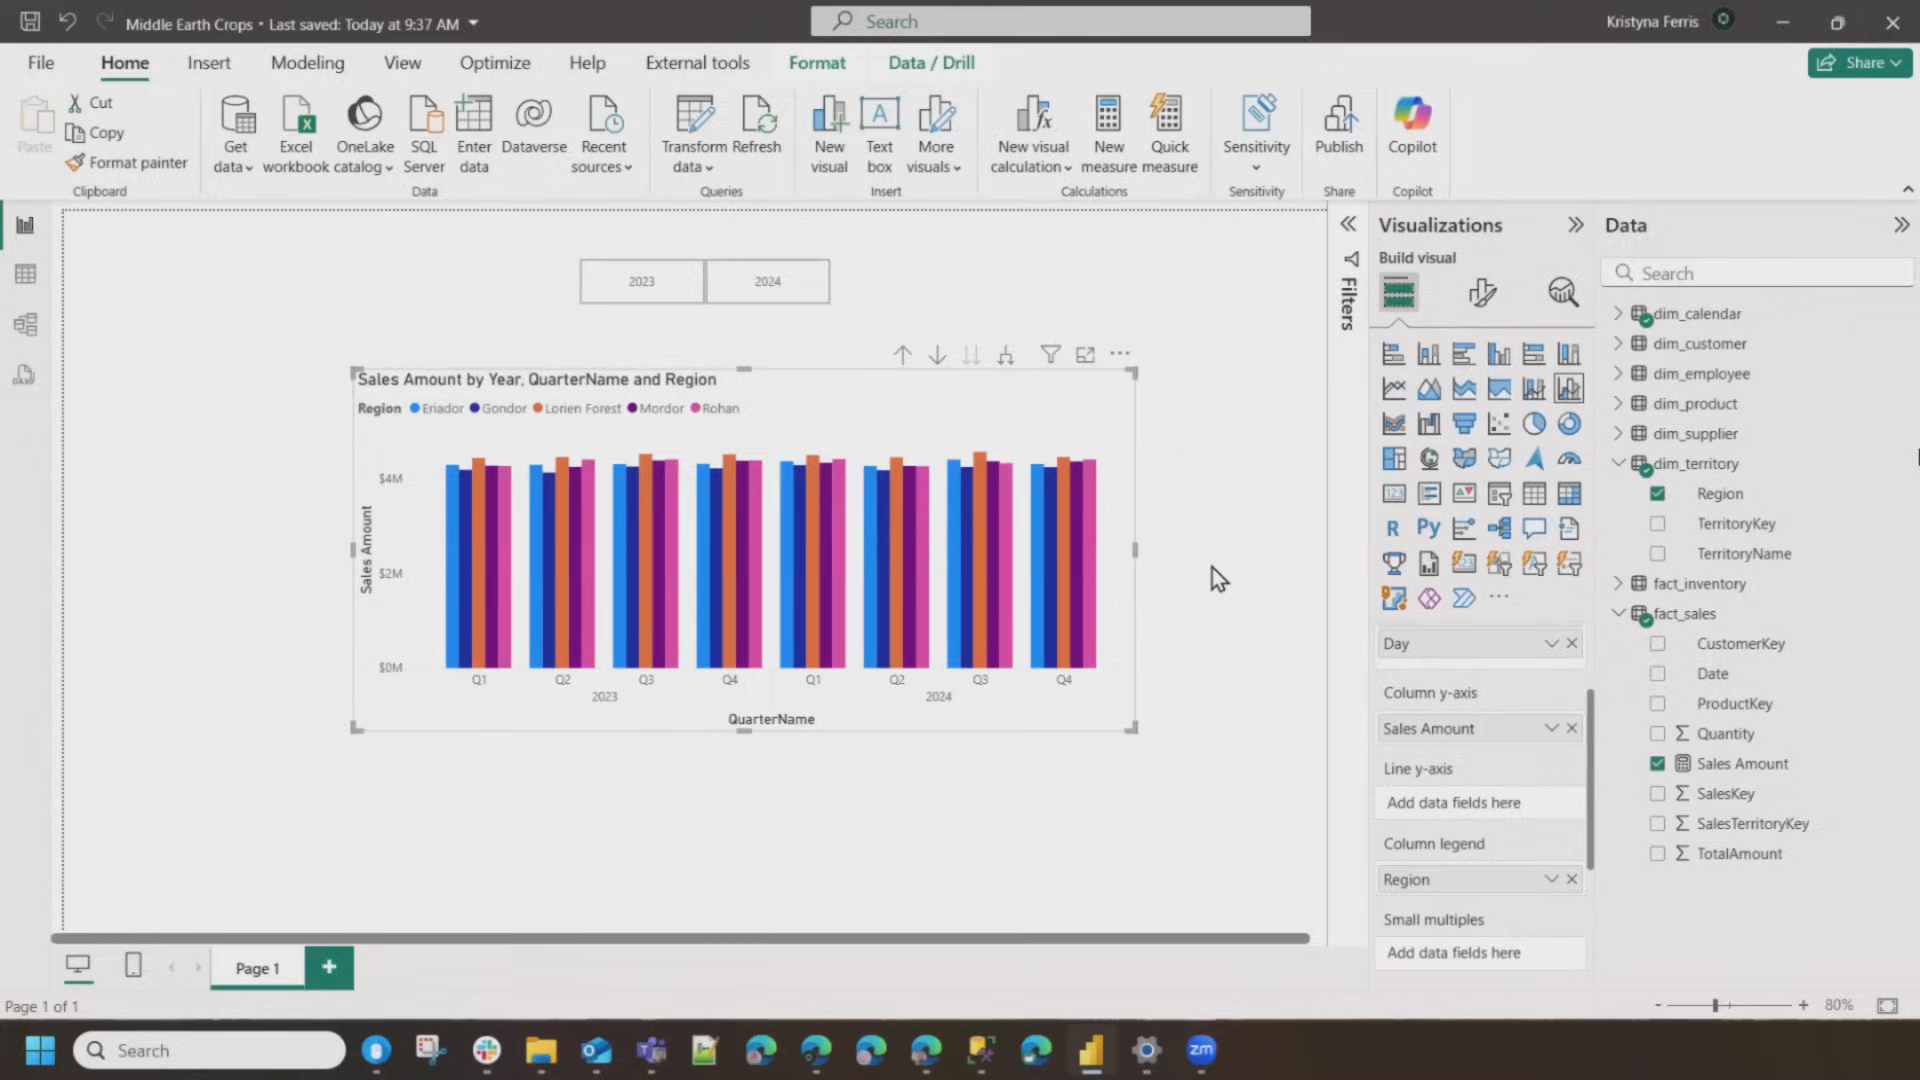 Middle Earth Crops • Last saved: Today at 9:37 AM
Search
Kristyna Ferris
File
Home
Insert
Modeling
View
Optimize
Help
External tools
Format
Data / Drill
Share
Paste
Cut
Copy
Format painter
Clipboard
Get data
Excel workbook
OneLake catalog
SQL Server
Enter data
Dataverse
Recent sources
Data
Transform data
Refresh
Queries
New visual
Text box
More visuals
Insert
New visual calculation
New measure
Quick measure
Calculations
Sensitivity
Sensitivity
Publish
Share
Copilot
Copilot
2023
2024
Sales Amount by Year, QuarterName and Region
Region Eriador Gondor Lorien Forest Mordor Rohan
Sales Amount
$4M
$2M
$0M
Q1 Q2 Q3 Q4 Q1 Q2 Q3 Q4
2023 2024
QuarterName
Filters
Visualizations
Build visual
123
R
Py
Day
Column y-axis
Sales Amount
Line y-axis
Add data fields here
Column legend
Region
Small multiples
Add data fields here
Data
Search
dim_calendar
dim_customer
dim_employee
dim_product
dim_supplier
dim_territory
Region
TerritoryKey
TerritoryName
fact_inventory
fact_sales
CustomerKey
Date
ProductKey
Quantity
Sales Amount
SalesKey
SalesTerritoryKey
TotalAmount
Page 1
Page 1 of 1
80%
Search
zm